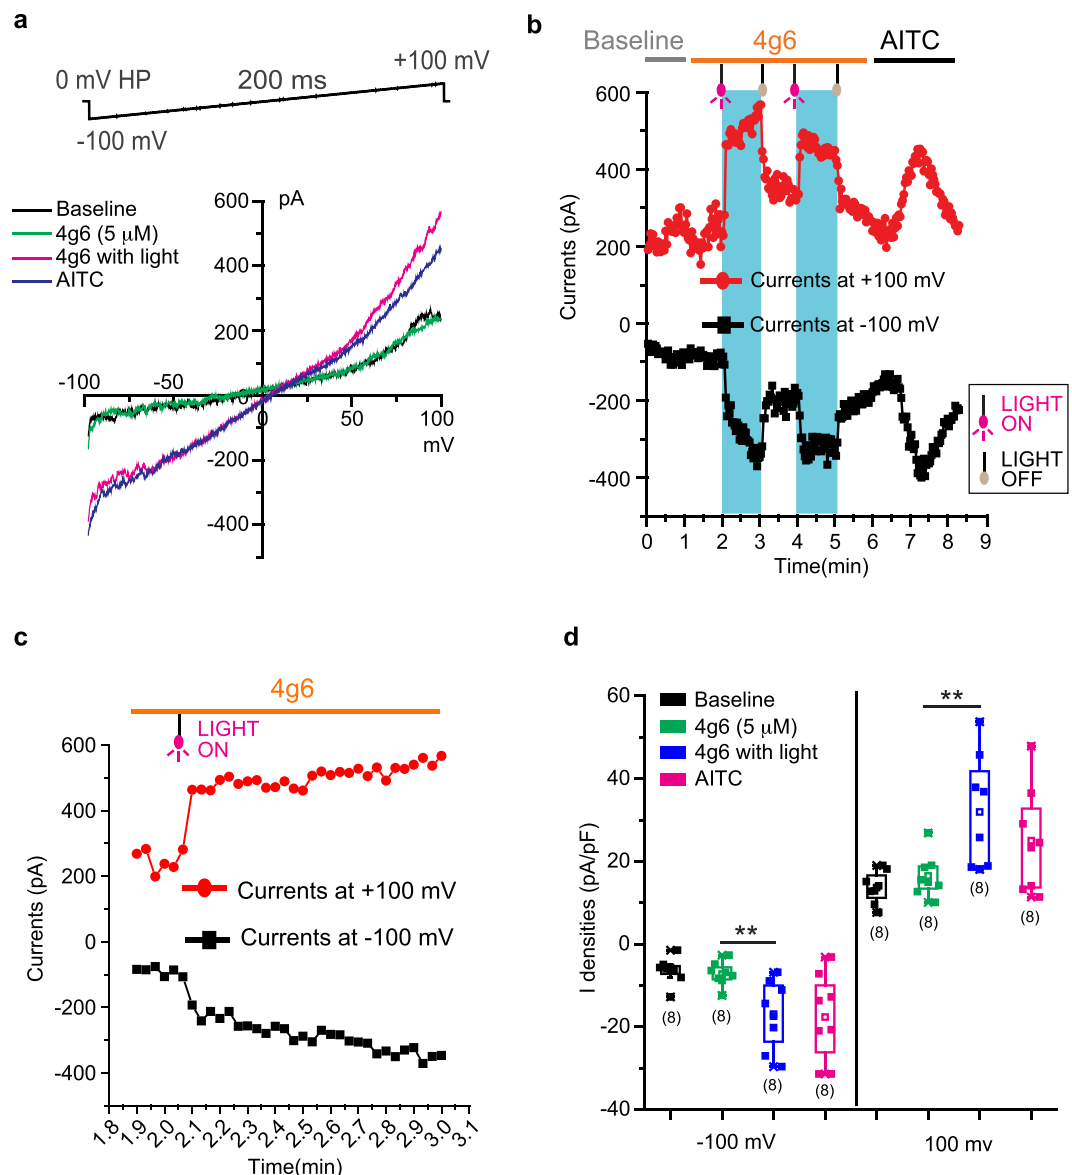 a
0 mV HP
200 ms
+100 mV
-100 mV
Baseline
4g6 (5 μM)
4g6 with light
AITC
pA
600
400
200
0
-200
-400
-100
-50
0
50
100
mV
b
Baseline
4g6
AITC
Currents (pA)
600
400
200
0
-200
-400
Currents at +100 mV
Currents at -100 mV
LIGHT
ON
LIGHT
OFF
0 1 2 3 4 5 6 7 8 9
Time(min)
c
4g6
LIGHT
ON
Currents (pA)
600
400
200
0
-200
-400
Currents at +100 mV
Currents at -100 mV
1.8 1.9 2.0 2.1 2.2 2.3 2.4 2.5 2.6 2.7 2.8 2.9 3.0 3.1
Time(min)
d
Baseline
4g6 (5 μM)
4g6 with light
AITC
I densities (pA/pF)
60
40
20
0
-20
-40
**
**
(8) (8) (8) (8)
(8) (8) (8) (8)
-100 mV
100 mv